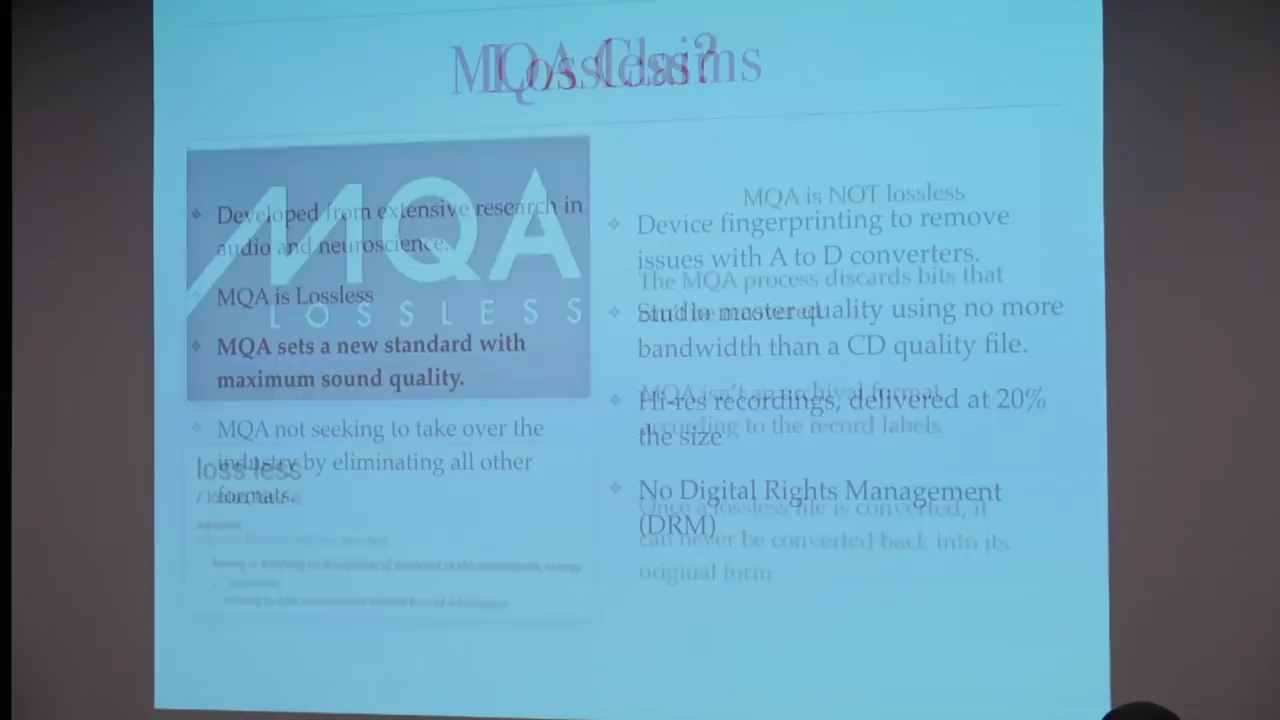 MQA Claims
Lossless?
Developed from extensive research in
audio and neuroscience.
MQA is Lossless
MQA sets a new standard with
maximum sound quality.
MQA not seeking to take over the
industry by eliminating all other
formats.
Device fingerprinting to remove
issues with A to D converters.
Studio master quality using no more
bandwidth than a CD quality file.
Hi-res recordings, delivered at 20%
the size
No Digital Rights Management
(DRM)
MQA
LOSSLESS
loss·less
MQA is NOT lossless
The MQA process discards bits that
can't be recovered
MQA isn't an archival format
according to the record labels
Once a lossless file is converted, it
can never be converted back into its
original form